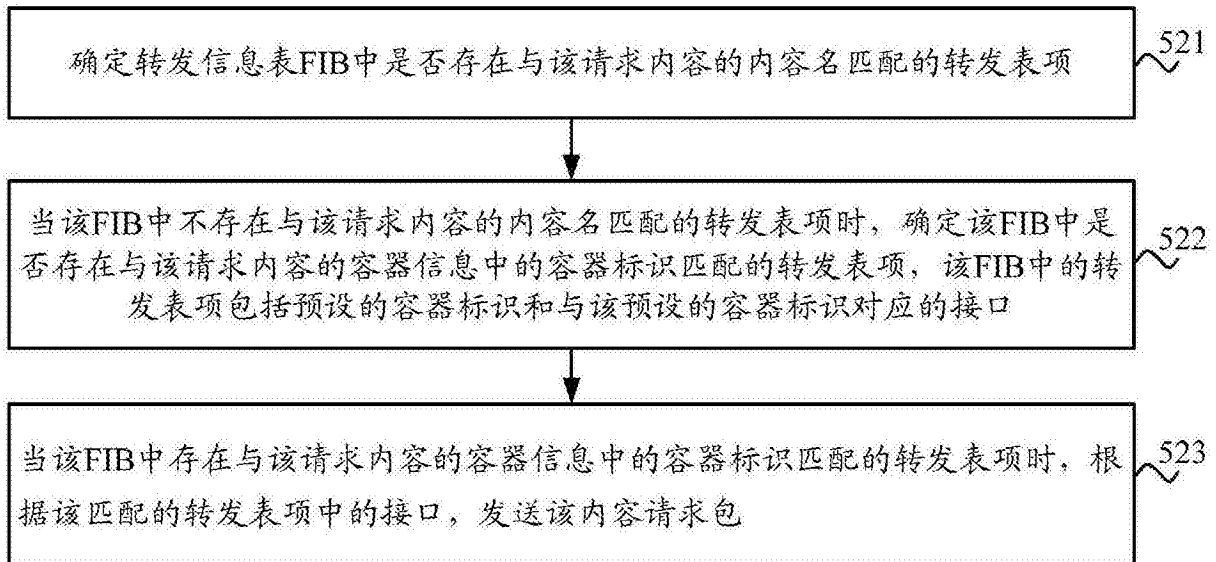 确定转发信息表FIB中是否存在与该请求内容的内容名匹配的转发表项
521
当该FIB中不存在与该请求内容的内容名匹配的转发表项时，确定该FIB中是
否存在与该请求内容的容器信息中的容器标识匹配的转发表项，该FIB中的转
发表项包括预设的容器标识和与该预设的容器标识对应的接口
522
当该FIB中存在与该请求内容的容器信息中的容器标识匹配的转发表项时，根
据该匹配的转发表项中的接口，发送该内容请求包
523